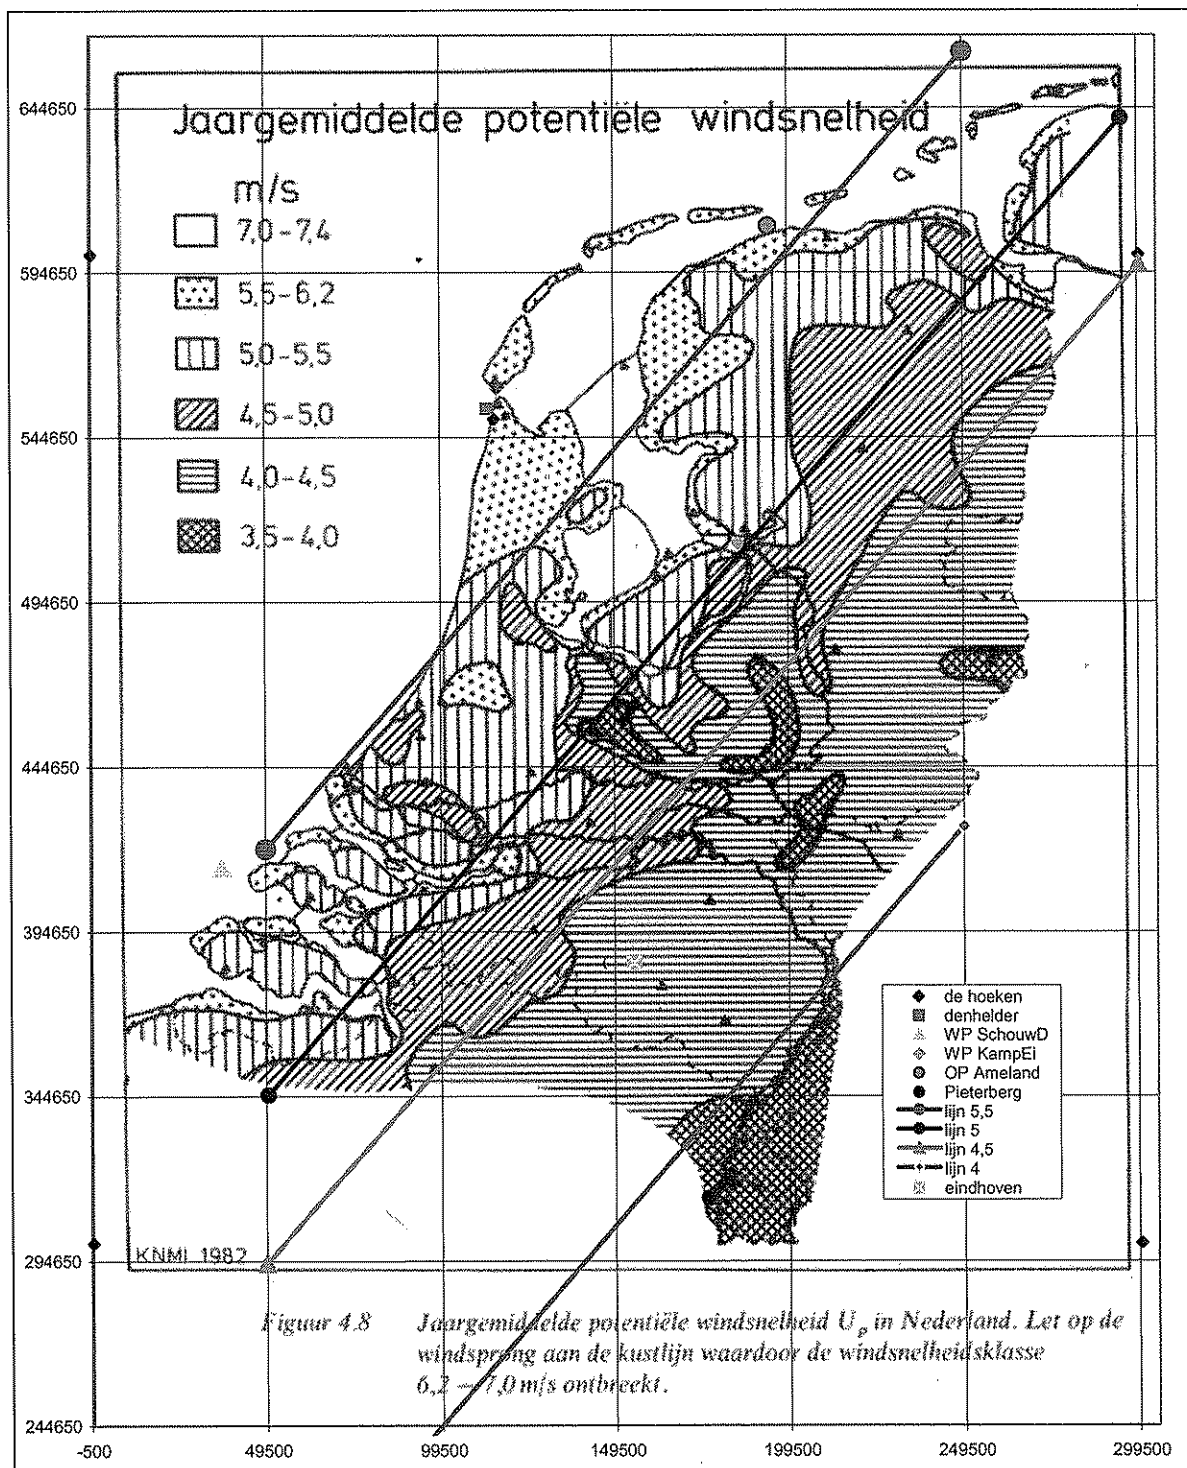 Jaargemiddelde potentiële windsnelheid
m/s
7,0-7,4
5,5-6,2
5,0-5,5
4,5-5,0
4,0-4,5
3,5-4,0
644650
594650
544650
494650
444650
394650
344650
294650
244650
-500
49500
99500
149500
199500
249500
299500
de hoeken
denhelder
WP SchouwD
WP KampEi
OP Ameland
Pieterberg
lijn 5,5
lijn 5
lijn 4,5
lijn 4
eindhoven
KNMI 1982
Figuur 4.8 Jaargemiddelde potentiële windsnelheid Up in Nederland. Let op de
windsprong aan de kustlijn waardoor de windsnelheidsklasse
6,2 – 7,0 m/s ontbreekt.